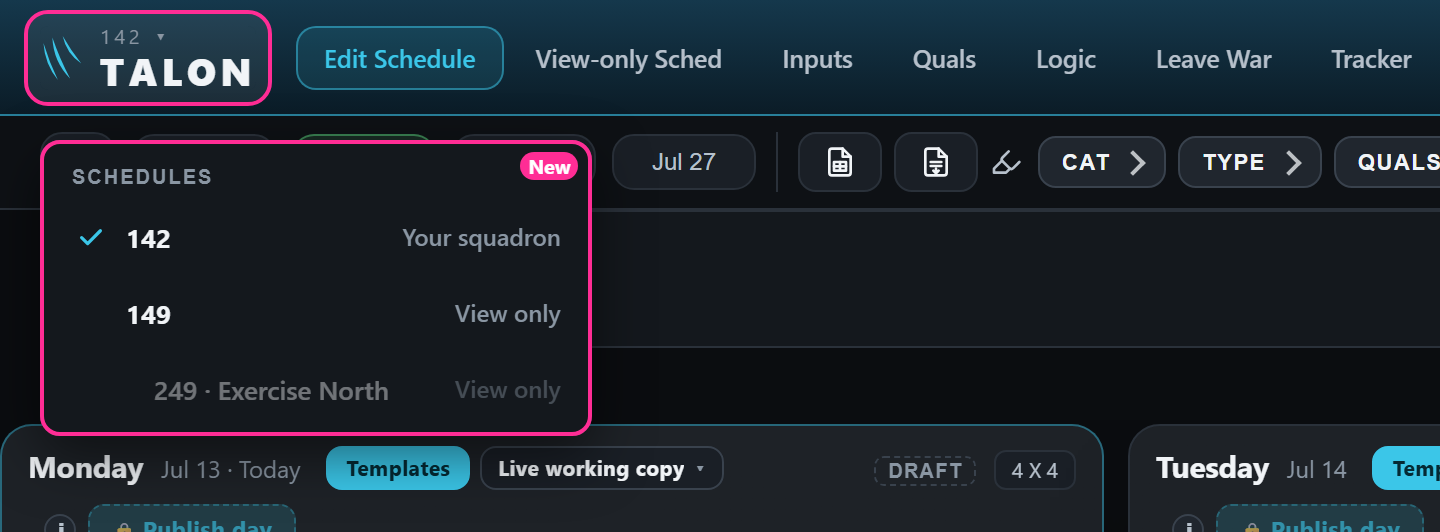 142 ▾
TALON
Edit Schedule
View-only Sched
Inputs
Quals
Logic
Leave War
Tracker
Jul 27
CAT
TYPE
QUALS
SCHEDULES
New
142
Your squadron
149
View only
249 · Exercise North
View only
Monday
Jul 13 · Today
Templates
Live working copy ▾
DRAFT
4 X 4
Tuesday
Jul 14
i
Publish day
i
Publish day